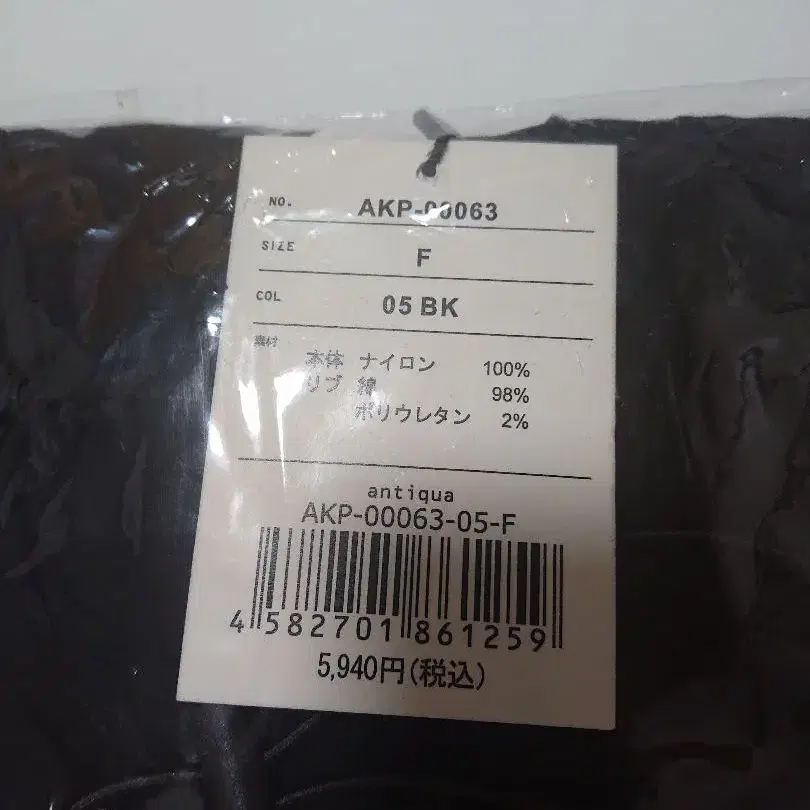 NO. AKP-00063
SIZE F
COL 05 BK
素材
本体 ナイロン 100%
リブ 綿 98%
ポリウレタン 2%
antiqua
AKP-00063-05-F
4 582701 861259
5,940円(税込)